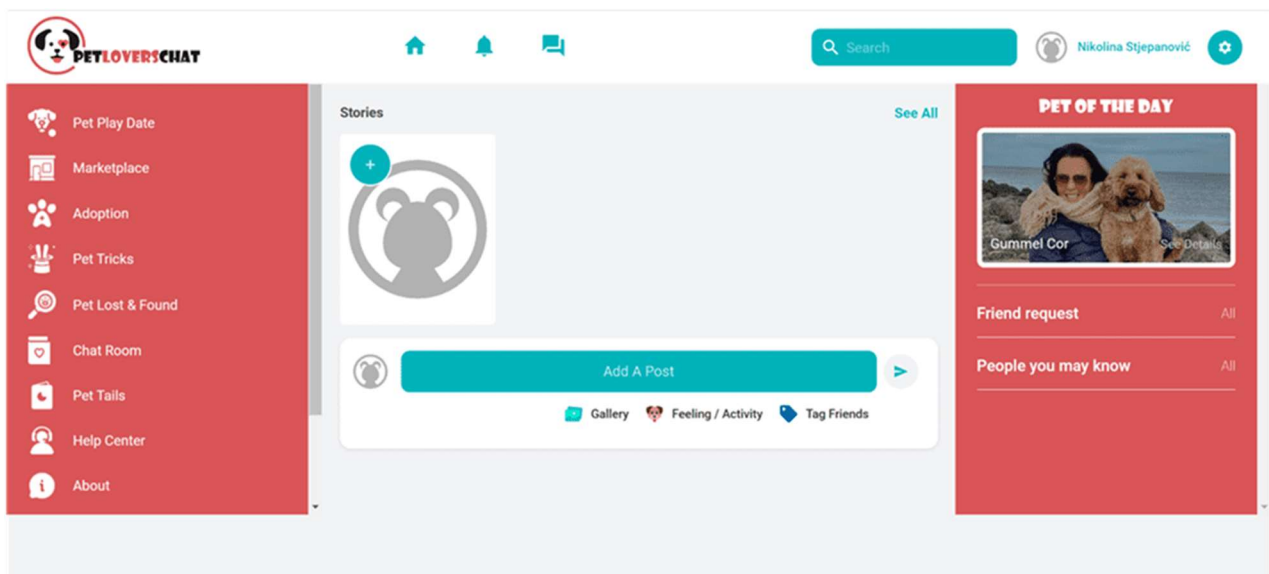 PETLOVERSCHAT
Search
Nikolina Stjepanović
Pet Play Date
Marketplace
Adoption
Pet Tricks
Pet Lost & Found
Chat Room
Pet Tails
Help Center
About
Stories
See All
Add A Post
Gallery
Feeling / Activity
Tag Friends
PET OF THE DAY
Gummel Cor
See Details
Friend request
All
People you may know
All